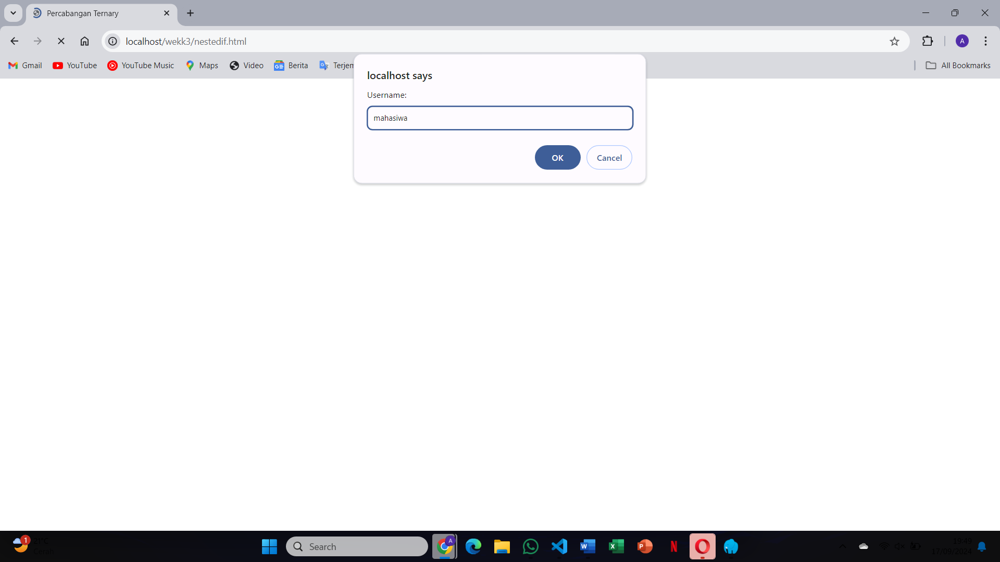 Percabangan Ternary
localhost/wekk3/nestedif.html
A
Gmail
YouTube
YouTube Music
Maps
Video
Berita
Terjem
All Bookmarks
localhost says
Username:
mahasiwa
OK
Cancel
1
21°C
Cerah
Search
A
19:49
17/09/2024